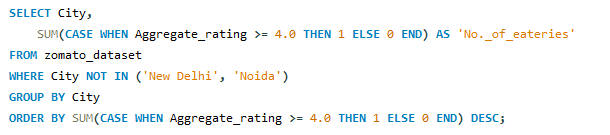 SELECT City,
SUM(CASE WHEN Aggregate_rating >= 4.0 THEN 1 ELSE 0 END) AS 'No._of_eateries'
FROM zomato_dataset
WHERE City NOT IN ('New Delhi', 'Noida')
GROUP BY City
ORDER BY SUM(CASE WHEN Aggregate_rating >= 4.0 THEN 1 ELSE 0 END) DESC;